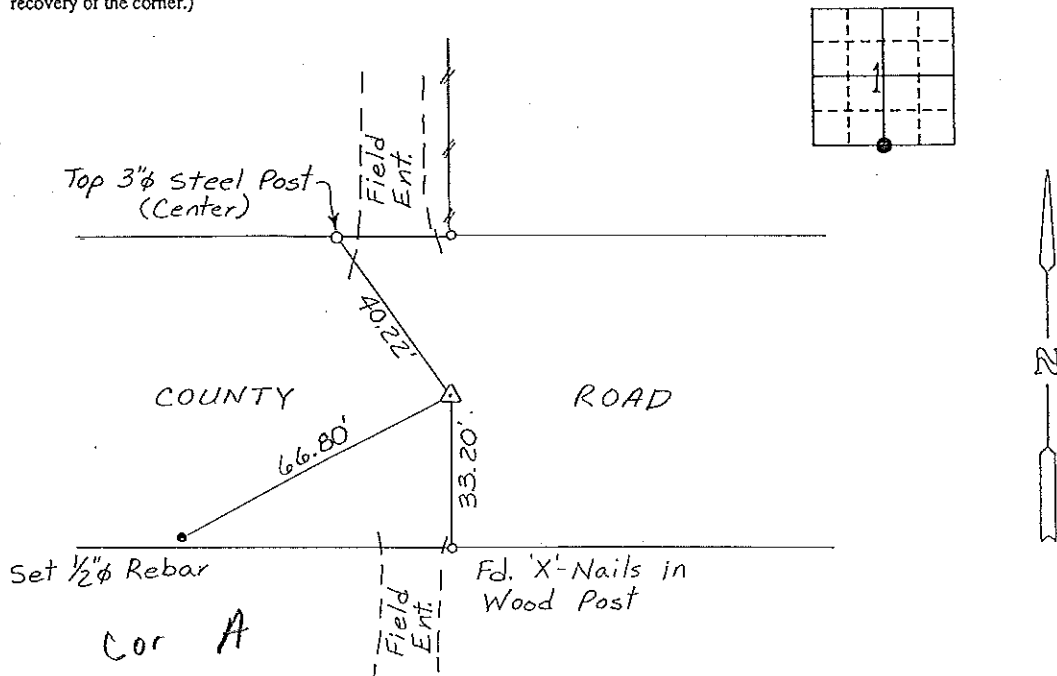 recovery of the corner.)
1
Top 3"ϕ Steel Post
(Center)
Field
Ent.
40.22'
N
COUNTY ROAD
66.80'
33.20'
Set 1/2"ϕ Rebar
Fd. 'X'-Nails in
Wood Post
Field
Ent.
Cor A